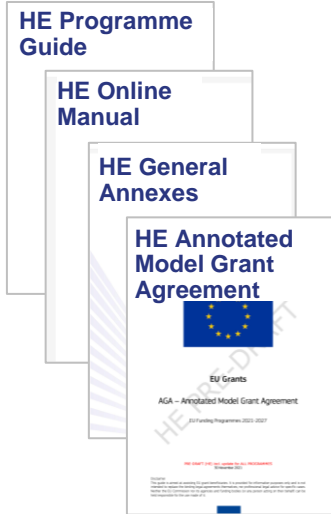 HE Programme
Guide
HE Online
Manual
HE General
Annexes
HE Annotated
Model Grant
Agreement
HE PRE-DRAFT
EU Grants
AGA – Annotated Model Grant Agreement
EU Funding Programmes 2021-2027